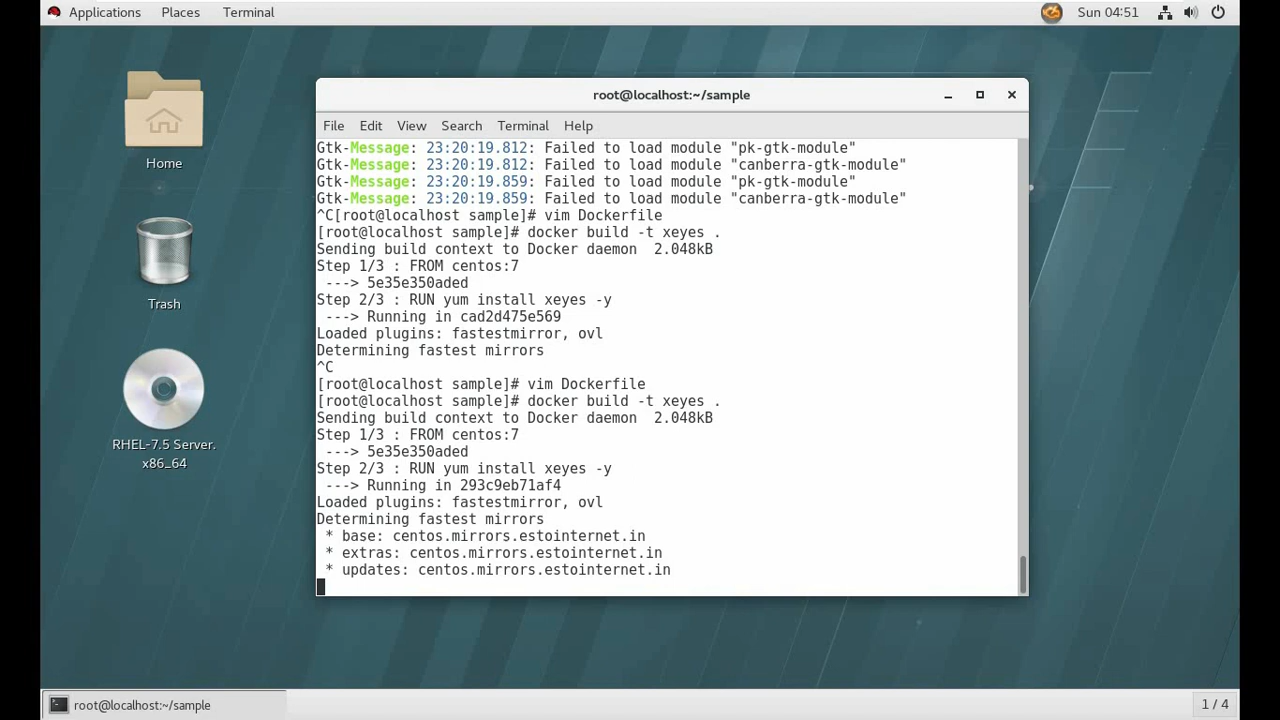 Applications Places Terminal
Sun 04:51
Home
Trash
RHEL-7.5 Server.
x86_64
root@localhost:~/sample
File Edit View Search Terminal Help
Gtk-Message: 23:20:19.812: Failed to load module "pk-gtk-module"
Gtk-Message: 23:20:19.812: Failed to load module "canberra-gtk-module"
Gtk-Message: 23:20:19.859: Failed to load module "pk-gtk-module"
Gtk-Message: 23:20:19.859: Failed to load module "canberra-gtk-module"
^C[root@localhost sample]# vim Dockerfile
[root@localhost sample]# docker build -t xeyes .
Sending build context to Docker daemon  2.048kB
Step 1/3 : FROM centos:7
 ---> 5e35e350aded
Step 2/3 : RUN yum install xeyes -y
 ---> Running in cad2d475e569
Loaded plugins: fastestmirror, ovl
Determining fastest mirrors
^C
[root@localhost sample]# vim Dockerfile
[root@localhost sample]# docker build -t xeyes .
Sending build context to Docker daemon  2.048kB
Step 1/3 : FROM centos:7
 ---> 5e35e350aded
Step 2/3 : RUN yum install xeyes -y
 ---> Running in 293c9eb71af4
Loaded plugins: fastestmirror, ovl
Determining fastest mirrors
 * base: centos.mirrors.estointernet.in
 * extras: centos.mirrors.estointernet.in
 * updates: centos.mirrors.estointernet.in
root@localhost:~/sample
1 / 4